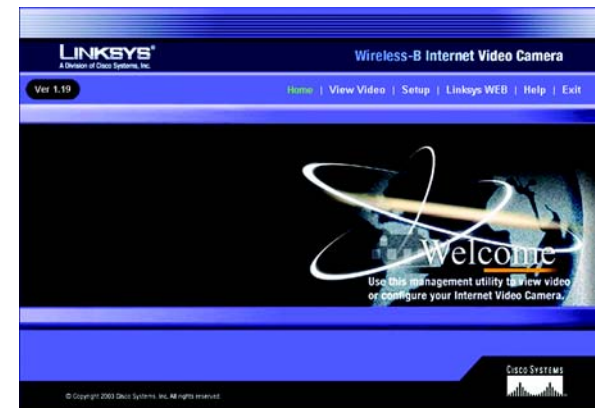 LINKSYS®
A Division of Cisco Systems, Inc.
Wireless-B Internet Video Camera
Ver 1.19
Home | View Video | Setup | Linksys WEB | Help | Exit
Welcome
Use this management utility to view video
or configure your Internet Video Camera.
CISCO SYSTEMS
© Copyright 2003 Cisco Systems, Inc. All rights reserved.